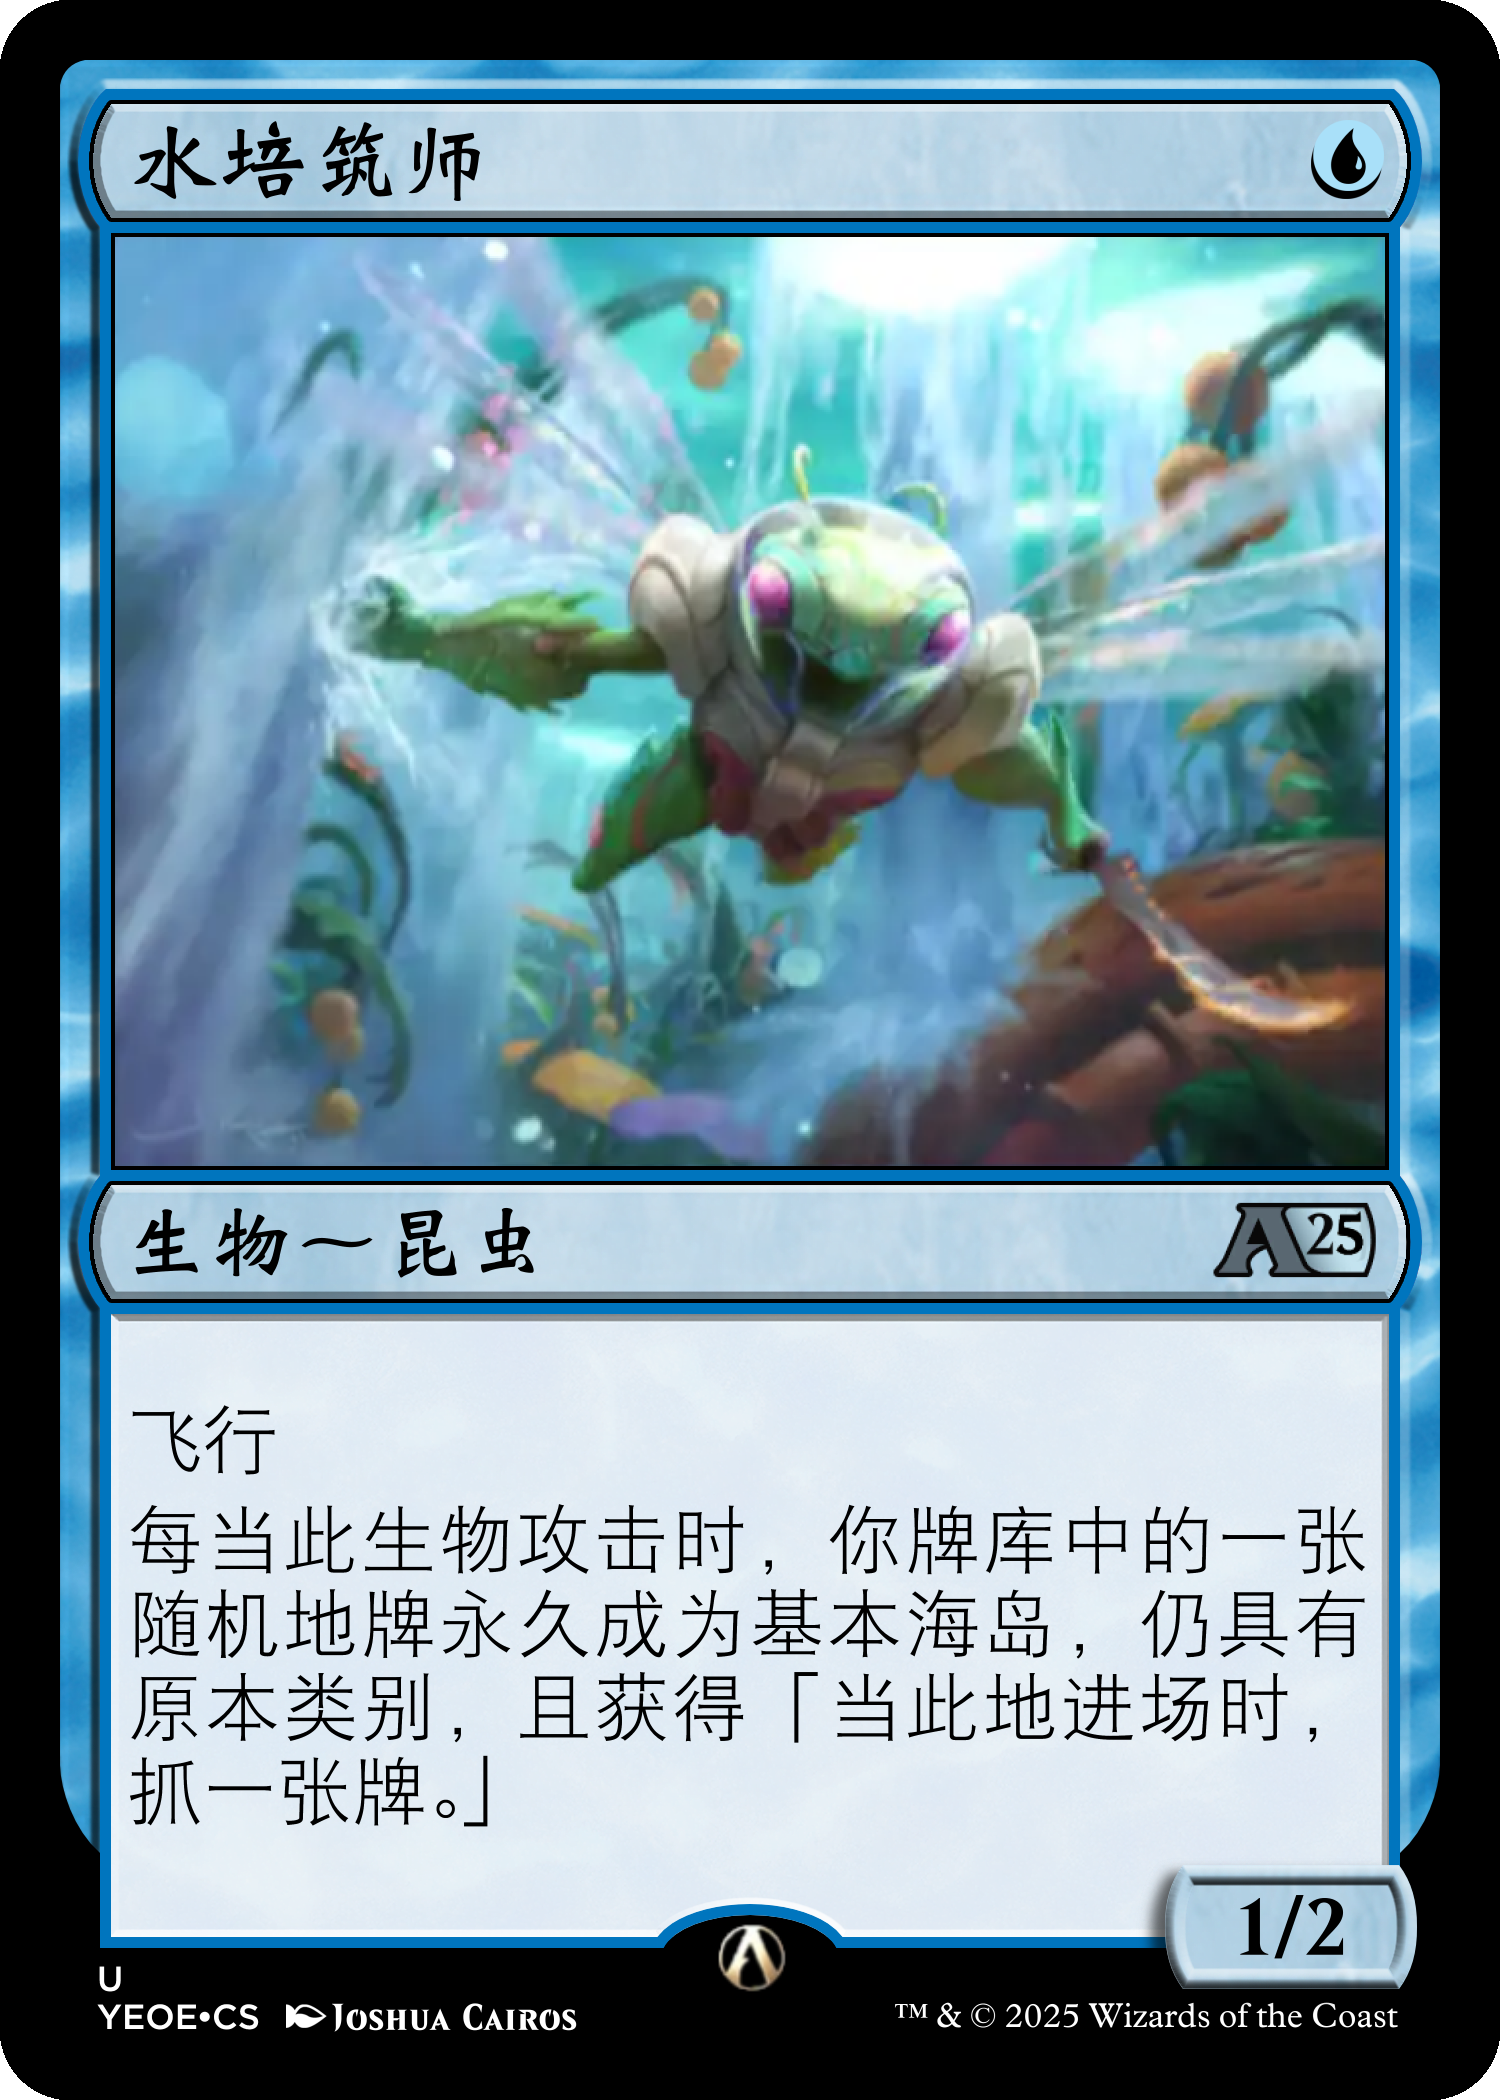 水培筑师
生物～昆虫
A25
飞行
每当此生物攻击时，你牌库中的一张
随机地牌永久成为基本海岛，仍具有
原本类别，且获得「当此地进场时，
抓一张牌。」
1/2
U
YEOE•CS Joshua Cairos
™ & © 2025 Wizards of the Coast